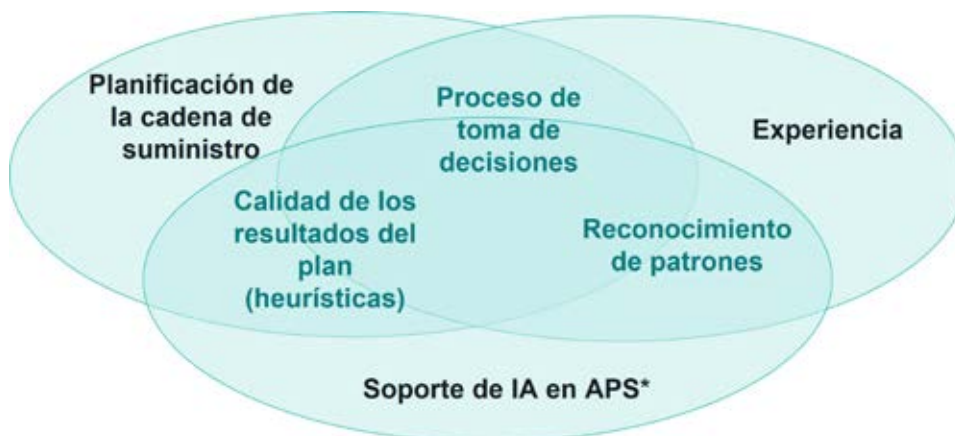 Planificación de
la cadena de
suministro
Proceso de
toma de
decisiones
Experiencia
Calidad de los
resultados del
plan
(heurísticas)
Reconocimiento
de patrones
Soporte de IA en APS*